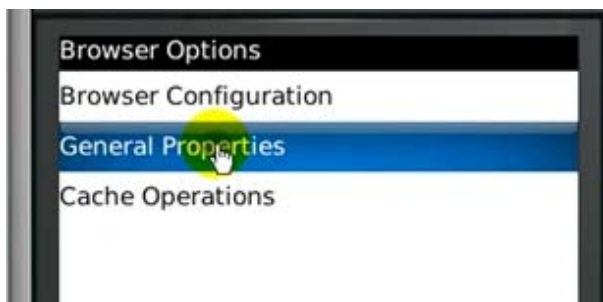 Browser Options
Browser Configuration
General Properties
Cache Operations